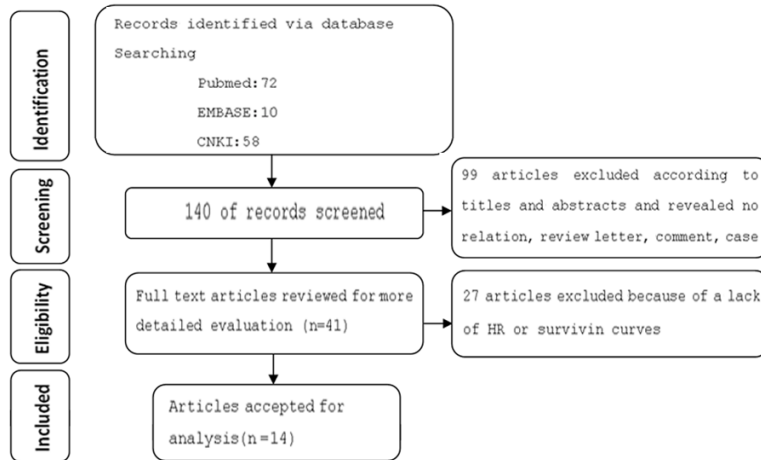 Identification
Records identified via database
Searching
Pubmed:72
EMBASE:10
CNKI:58
Screening
140 of records screened
99 articles excluded according to
titles and abstracts and revealed no
relation, review letter, comment, case
Eligibility
Full text articles reviewed for more
detailed evaluation (n=41)
27 articles excluded because of a lack
of HR or survivin curves
Included
Articles accepted for
analysis(n=14)